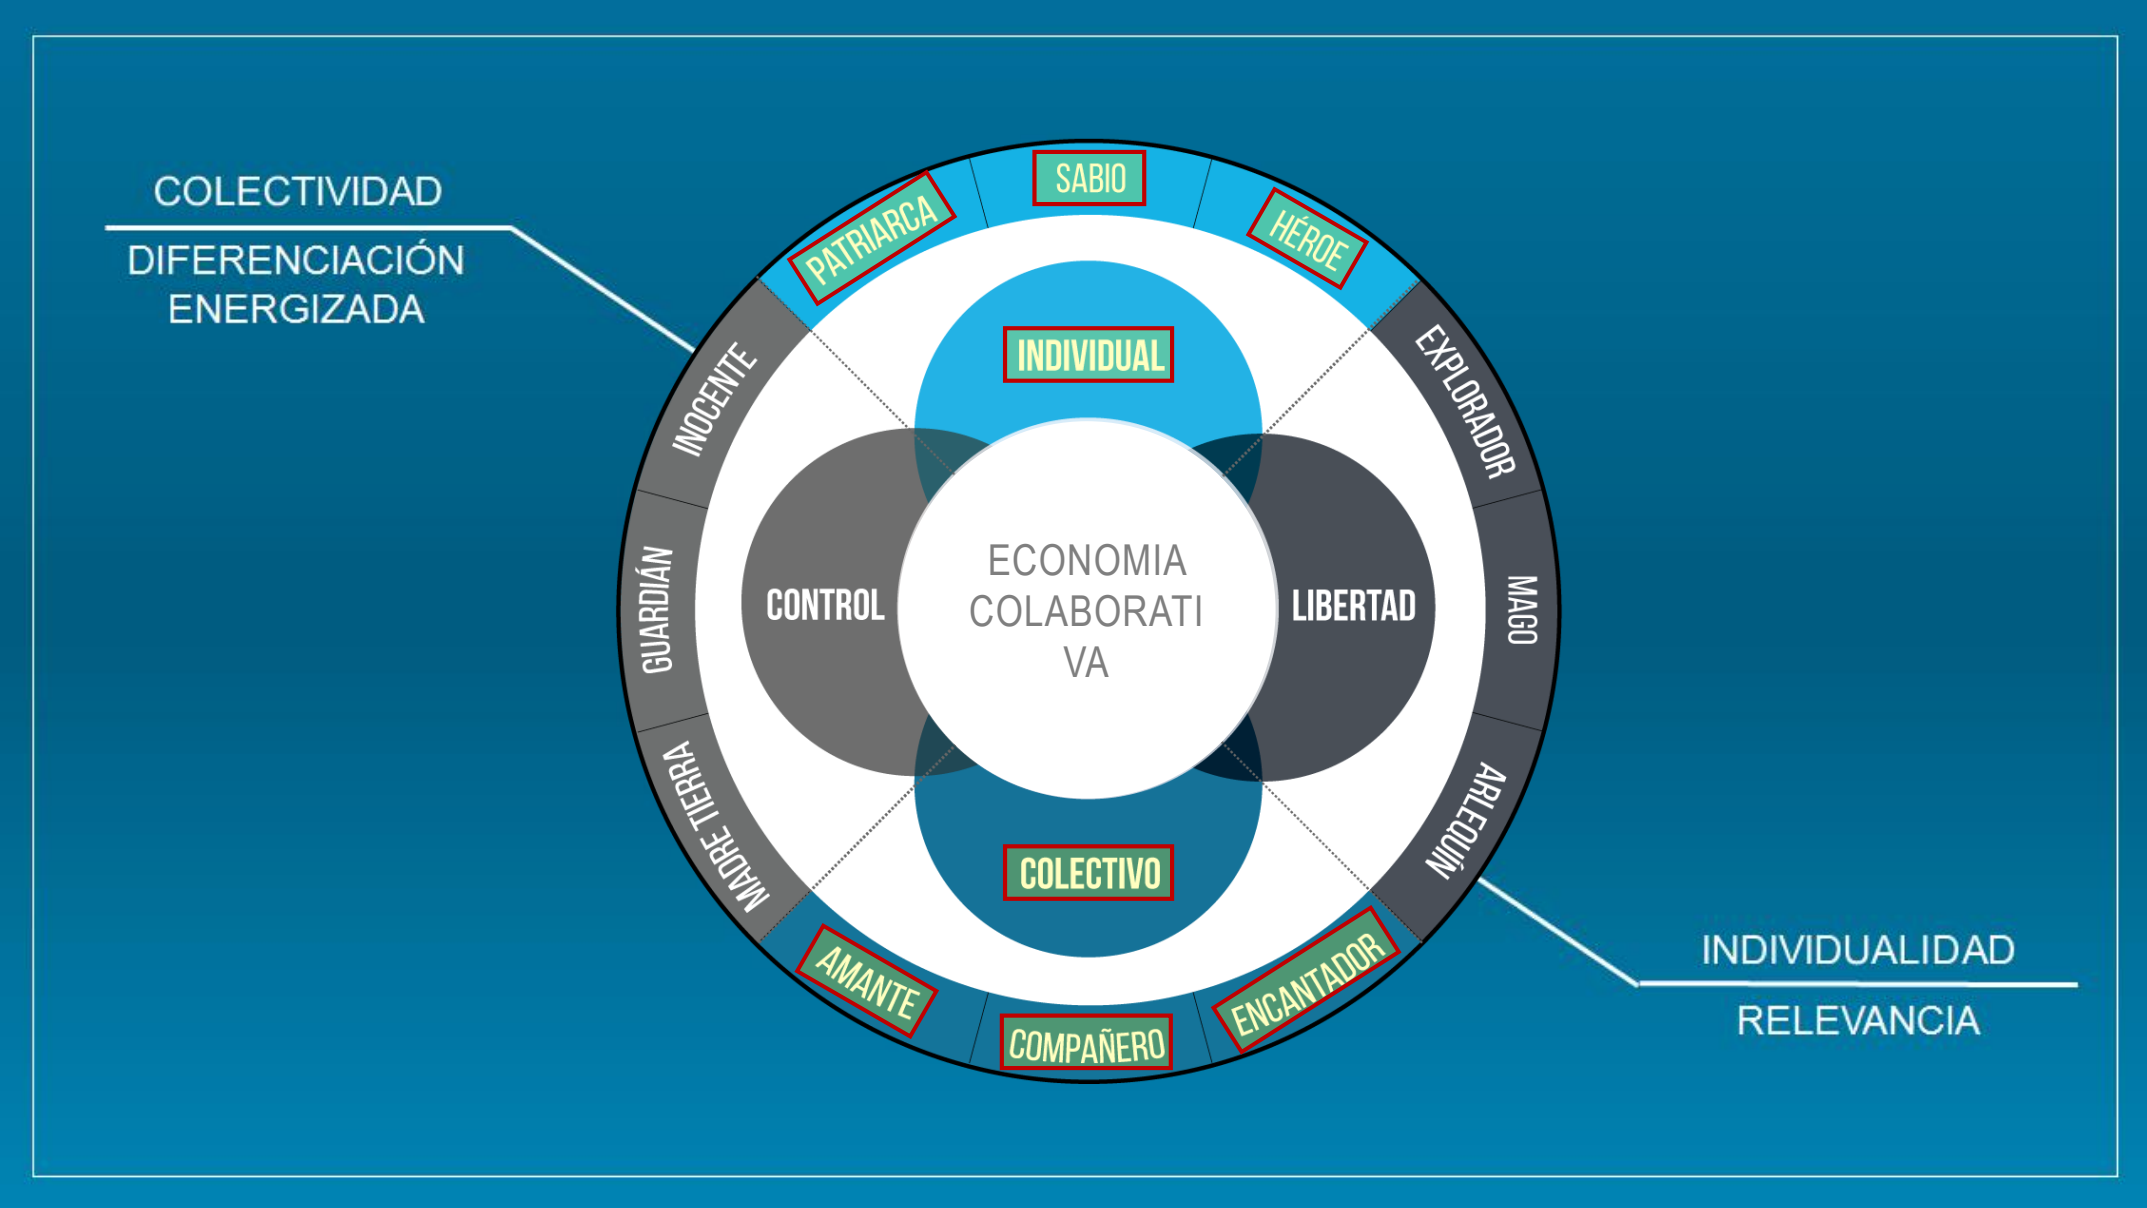 COLECTIVIDAD
DIFERENCIACIÓN
ENERGIZADA
PATRIARCA
SABIO
HÉROE
INOCENTE
EXPLORADOR
INDIVIDUAL
GUARDIÁN
CONTROL
ECONOMIA
COLABORATI
VA
LIBERTAD
MAGO
MADRE TIERRA
ARLEQUÍN
COLECTIVO
AMANTE
COMPAÑERO
ENCANTADOR
INDIVIDUALIDAD
RELEVANCIA